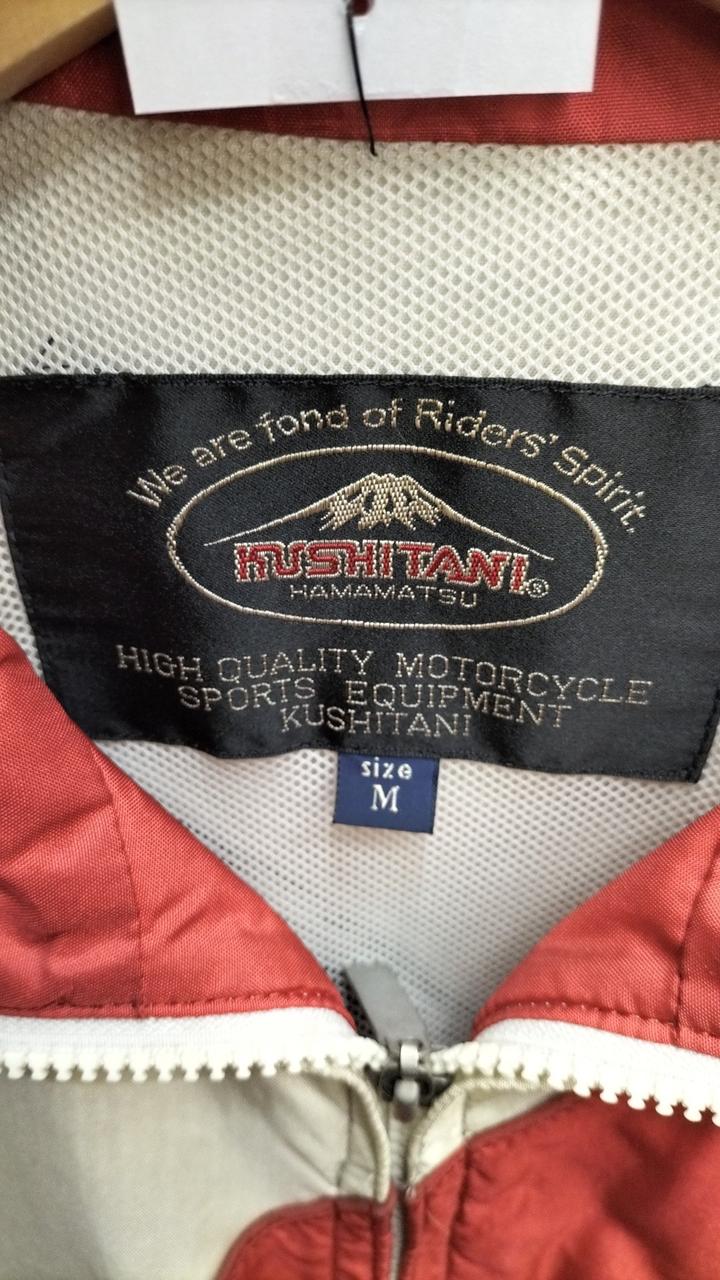 We are fond of Riders' Spirit.
KUSHITANI®
HAMAMATSU
HIGH QUALITY MOTORCYCLE
SPORTS EQUIPMENT
KUSHITANI
size
M